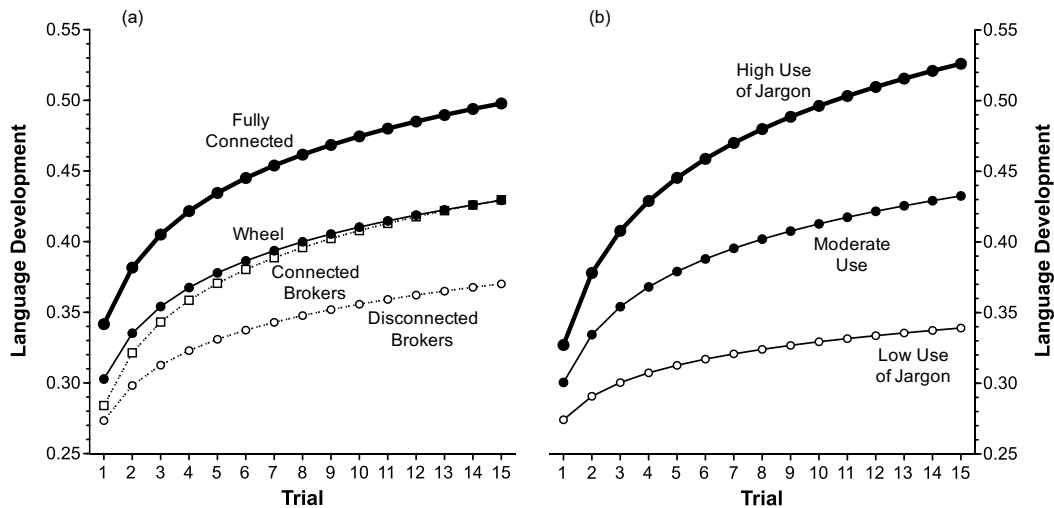 (a)
0.55
0.50
0.45
0.40
0.35
0.30
0.25
Language Development
Fully
Connected
Wheel
Connected
Brokers
Disconnected
Brokers
1 2 3 4 5 6 7 8 9 10 11 12 13 14 15
Trial
(b)
High Use
of Jargon
Moderate
Use
Low Use
of Jargon
1 2 3 4 5 6 7 8 9 10 11 12 13 14 15
Trial
0.55
0.50
0.45
0.40
0.35
0.30
0.25
Language Development